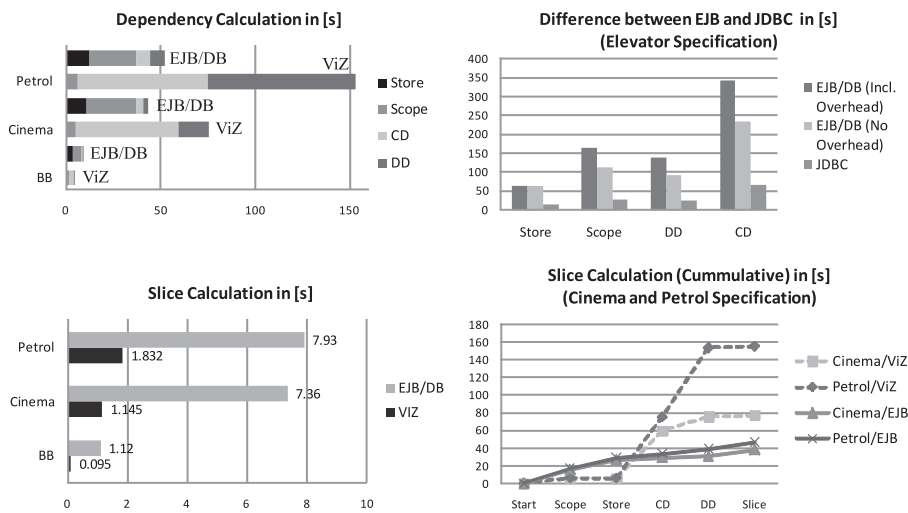 Dependency Calculation in [s]
EJB/DB
ViZ
Petrol
EJB/DB
Cinema
ViZ
EJB/DB
BB
ViZ
0 50 100 150
Store
Scope
CD
DD
Difference between EJB and JDBC in [s]
(Elevator Specification)
400
350
300
250
200
150
100
50
0
Store Scope DD CD
EJB/DB (Incl.
Overhead)
EJB/DB (No
Overhead)
JDBC
Slice Calculation in [s]
Petrol
7.93
1.832
Cinema
7.36
1.145
BB
1.12
0.095
0 2 4 6 8 10
EJB/DB
VIZ
Slice Calculation (Cummulative) in [s]
(Cinema and Petrol Specification)
180
160
140
120
100
80
60
40
20
0
Start Scope Store CD DD Slice
Cinema/ViZ
Petrol/ViZ
Cinema/EJB
Petrol/EJB